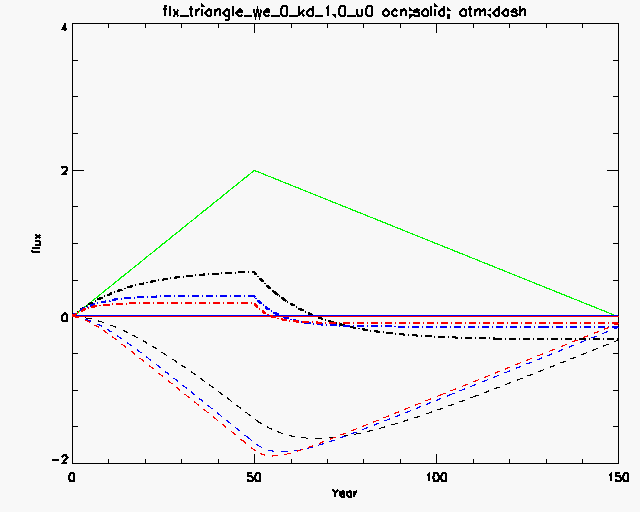 flx_triangle_we_0_kd_1.0_u0 ocn:solid; atm:dash
4
2
0
-2
flux
0
50
100
150
Year